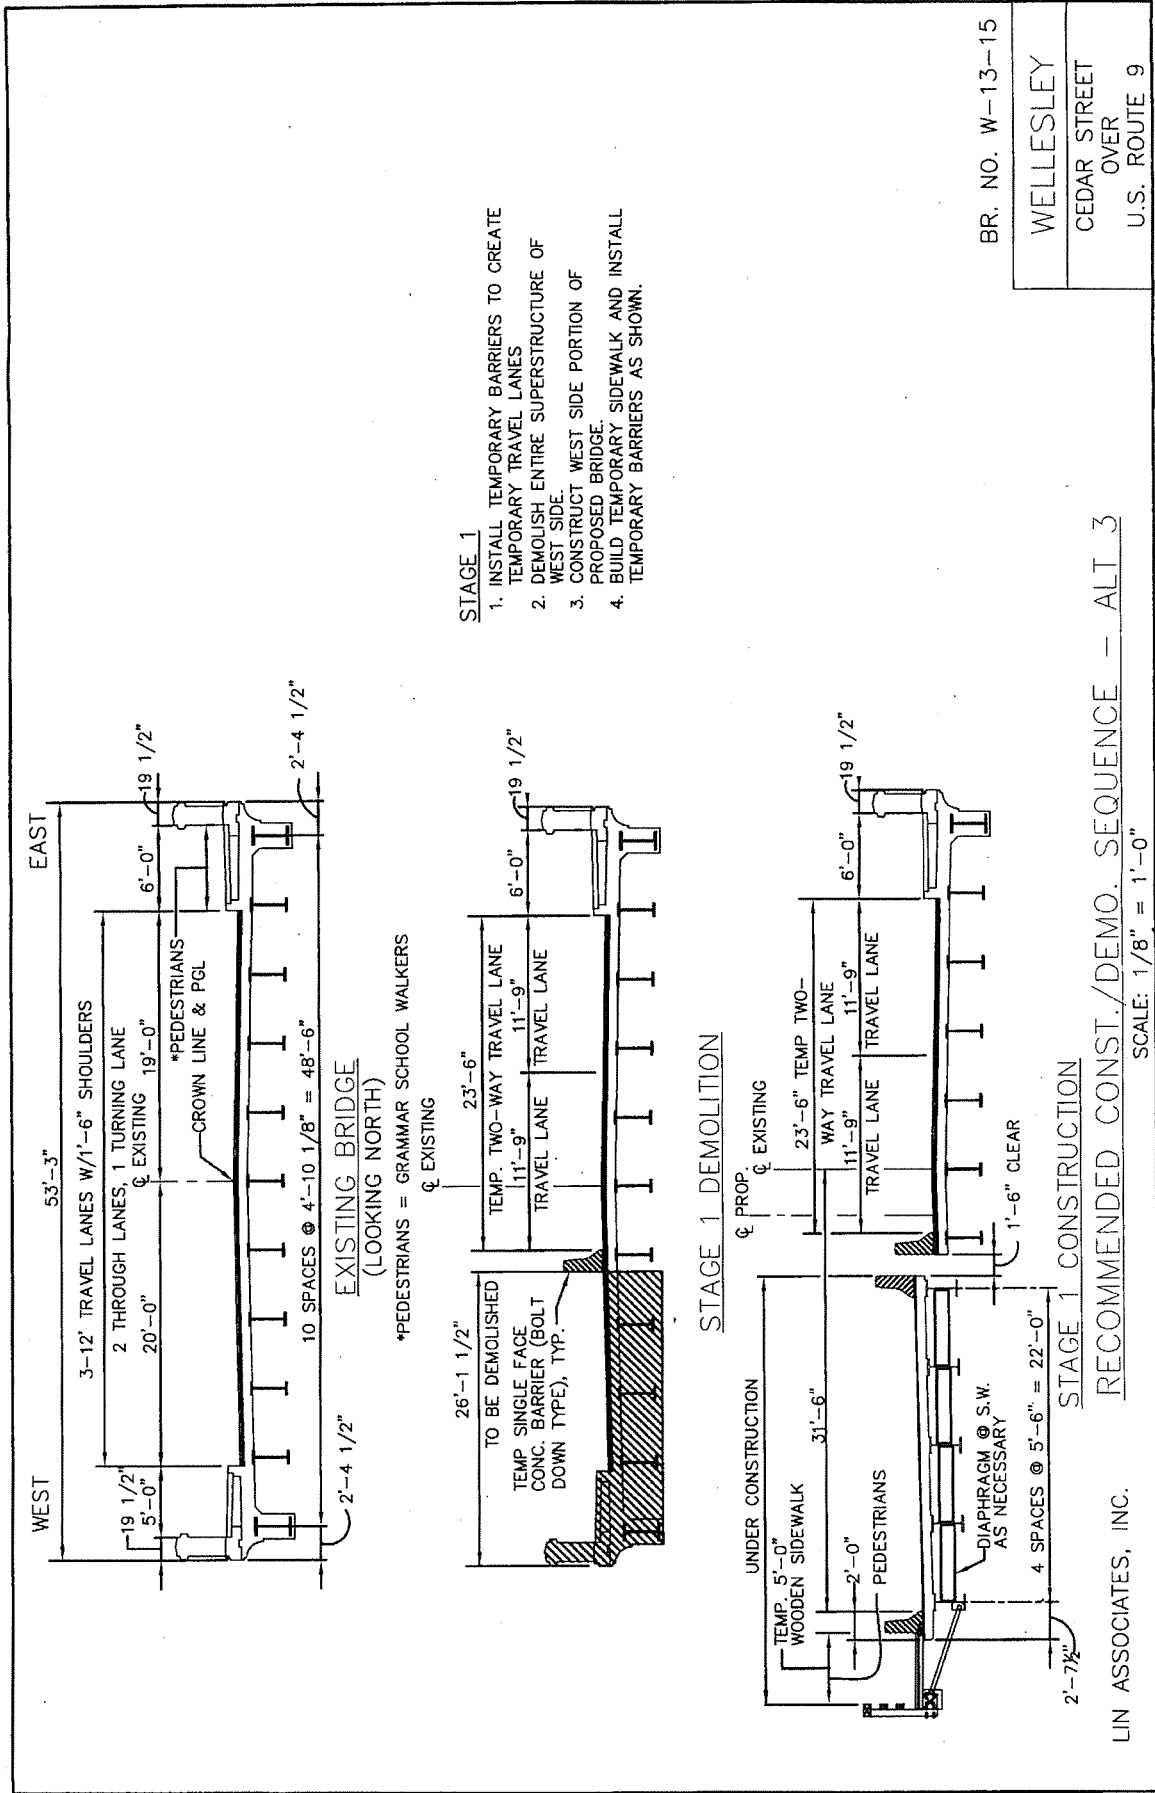 WEST
EAST
53'-3"
3-12' TRAVEL LANES W/1'-6" SHOULDERS
2 THROUGH LANES, 1 TURNING LANE
19 1/2"
5'-0"
20'-0"
℄ EXISTING
19'-0"
6'-0"
19 1/2"
*PEDESTRIANS
CROWN LINE & PGL
2'-4 1/2"
10 SPACES @ 4'-10 1/8" = 48'-6"
2'-4 1/2"
EXISTING BRIDGE
(LOOKING NORTH)
*PEDESTRIANS = GRAMMAR SCHOOL WALKERS
℄ EXISTING
26'-1 1/2"
TO BE DEMOLISHED
TEMP SINGLE FACE
CONC. BARRIER (BOLT
DOWN TYPE), TYP.
23'-6"
TEMP. TWO-WAY TRAVEL LANE
11'-9"
TRAVEL LANE
11'-9"
TRAVEL LANE
6'-0"
19 1/2"
STAGE 1 DEMOLITION
STAGE 1
1. INSTALL TEMPORARY BARRIERS TO CREATE
TEMPORARY TRAVEL LANES
2. DEMOLISH ENTIRE SUPERSTRUCTURE OF
WEST SIDE.
3. CONSTRUCT WEST SIDE PORTION OF
PROPOSED BRIDGE.
4. BUILD TEMPORARY SIDEWALK AND INSTALL
TEMPORARY BARRIERS AS SHOWN.
℄ PROP.
℄ EXISTING
UNDER CONSTRUCTION
TEMP. 5'-0"
WOODEN SIDEWALK
2'-0"
PEDESTRIANS
31'-6"
23'-6" TEMP TWO-
WAY TRAVEL LANE
11'-9"
TRAVEL LANE
11'-9"
TRAVEL LANE
6'-0"
19 1/2"
1'-6" CLEAR
DIAPHRAGM @ S.W.
AS NECESSARY
2'-7½"
4 SPACES @ 5'-6" = 22'-0"
STAGE 1 CONSTRUCTION
LIN ASSOCIATES, INC.
RECOMMENDED CONST./DEMO. SEQUENCE - ALT 3
SCALE: 1/8" = 1'-0"
BR. NO. W-13-15
WELLESLEY
CEDAR STREET
OVER
U.S. ROUTE 9